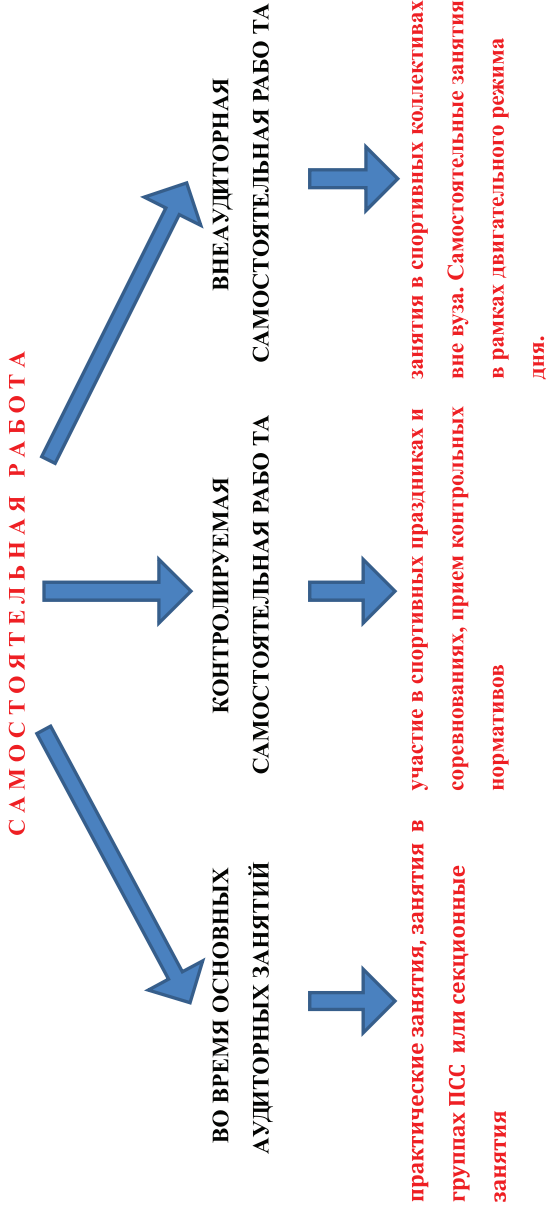 САМОСТОЯТЕЛЬНАЯ РАБОТА
ВО ВРЕМЯ ОСНОВНЫХ
АУДИТОРНЫХ ЗАНЯТИЙ
КОНТРОЛИРУЕМАЯ
САМОСТОЯТЕЛЬНАЯ РАБО ТА
ВНЕАУДИТОРНАЯ
САМОСТОЯТЕЛЬНАЯ РАБО ТА
практические занятия, занятия в
группах ПСС или секционные
занятия
участие в спортивных праздниках и
соревнованиях, прием контрольных
нормативов
занятия в спортивных коллективах
вне вуза. Самостоятельные занятия
в рамках двигательного режима
дня.